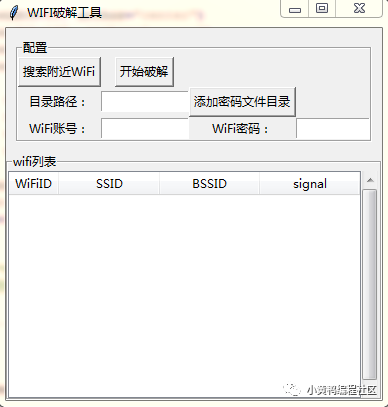 WIFI破解工具
配置
搜索附近WiFi 开始破解
目录路径： 添加密码文件目录
WiFi账号： WiFi密码：
wifi列表
WiFiID SSID BSSID signal
小黄鸭编程社区